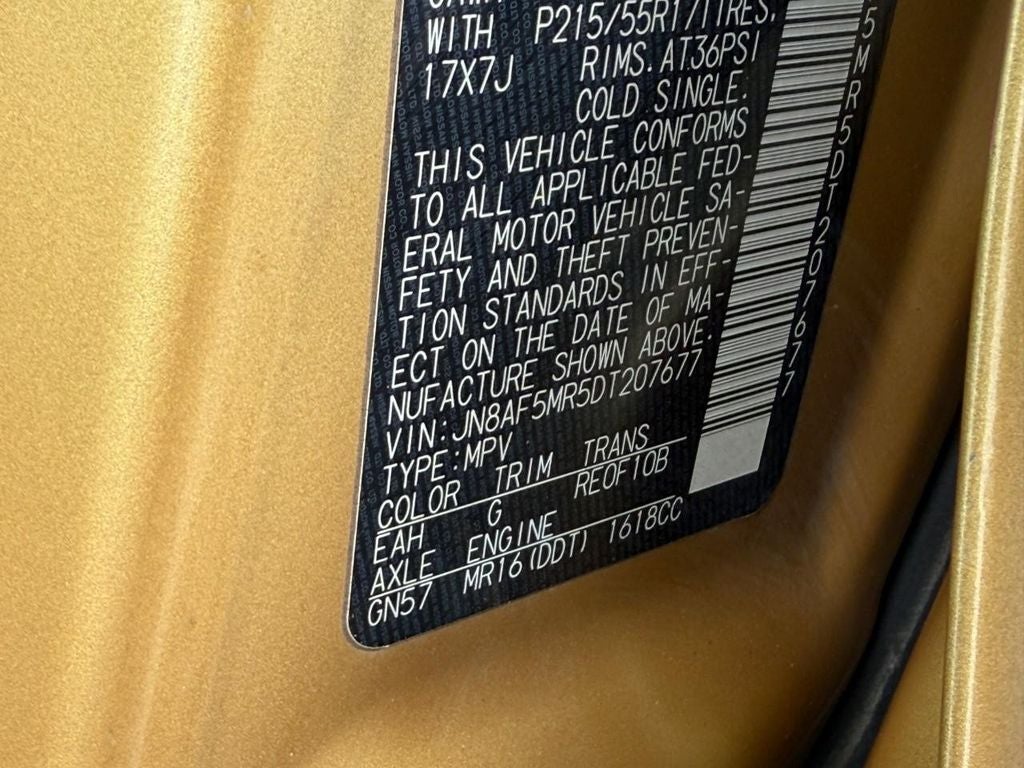 WITH P215/55R17TIRES.
17X7J RIMS.AT36PSI
COLD SINGLE.
THIS VEHICLE CONFORMS
TO ALL APPLICABLE FED-
ERAL MOTOR VEHICLE SA-
FETY AND THEFT PREVEN-
TION STANDARDS IN EFF-
ECT ON THE DATE OF MA-
NUFACTURE SHOWN ABOVE.
VIN:JN8AF5MR5DT207677
TYPE:MPV
COLOR TRIM TRANS
EAH G RE0F10B
AXLE ENGINE
GN57 MR16(DDT) 1618CC
5MR5DT207677